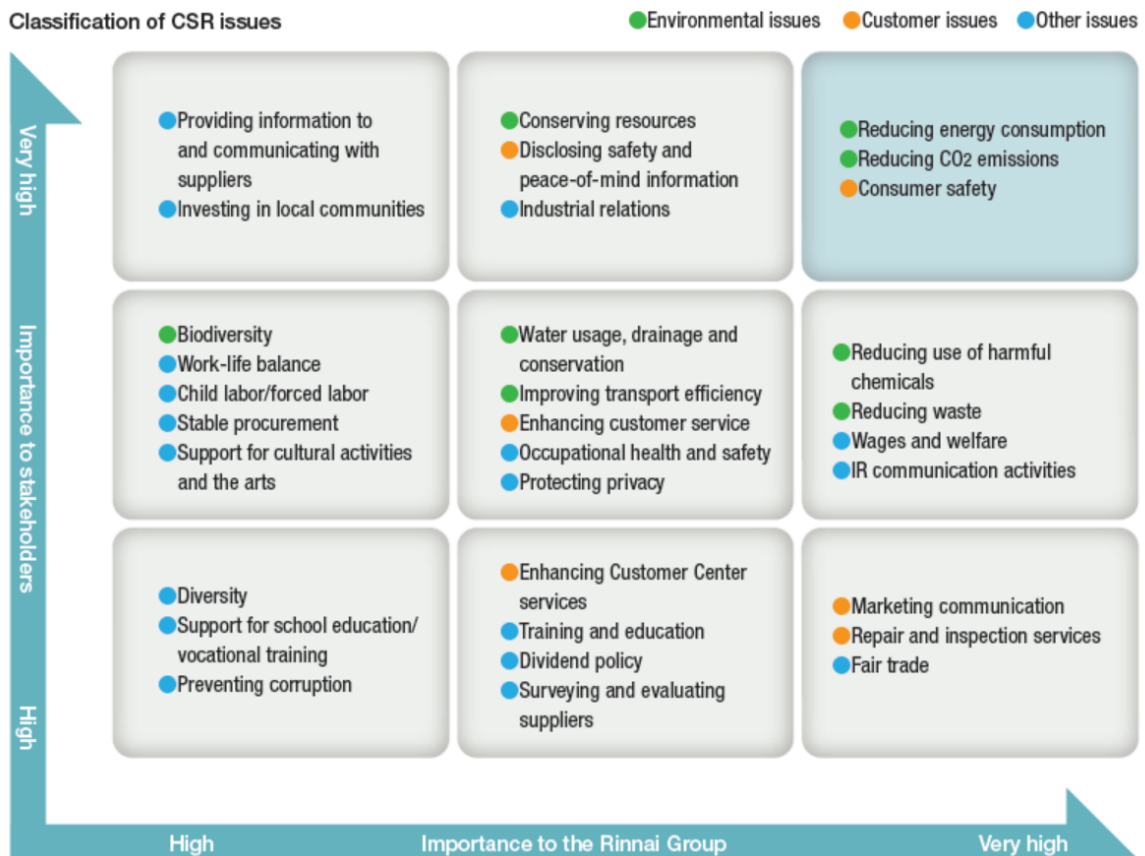 Classification of CSR issues
Environmental issues
Customer issues
Other issues
Very high
Importance to stakeholders
High
Providing information to
and communicating with
suppliers
Investing in local communities
Conserving resources
Disclosing safety and
peace-of-mind information
Industrial relations
Reducing energy consumption
Reducing CO2 emissions
Consumer safety
Biodiversity
Work-life balance
Child labor/forced labor
Stable procurement
Support for cultural activities
and the arts
Water usage, drainage and
conservation
Improving transport efficiency
Enhancing customer service
Occupational health and safety
Protecting privacy
Reducing use of harmful
chemicals
Reducing waste
Wages and welfare
IR communication activities
Diversity
Support for school education/
vocational training
Preventing corruption
Enhancing Customer Center
services
Training and education
Dividend policy
Surveying and evaluating
suppliers
Marketing communication
Repair and inspection services
Fair trade
High
Importance to the Rinnai Group
Very high